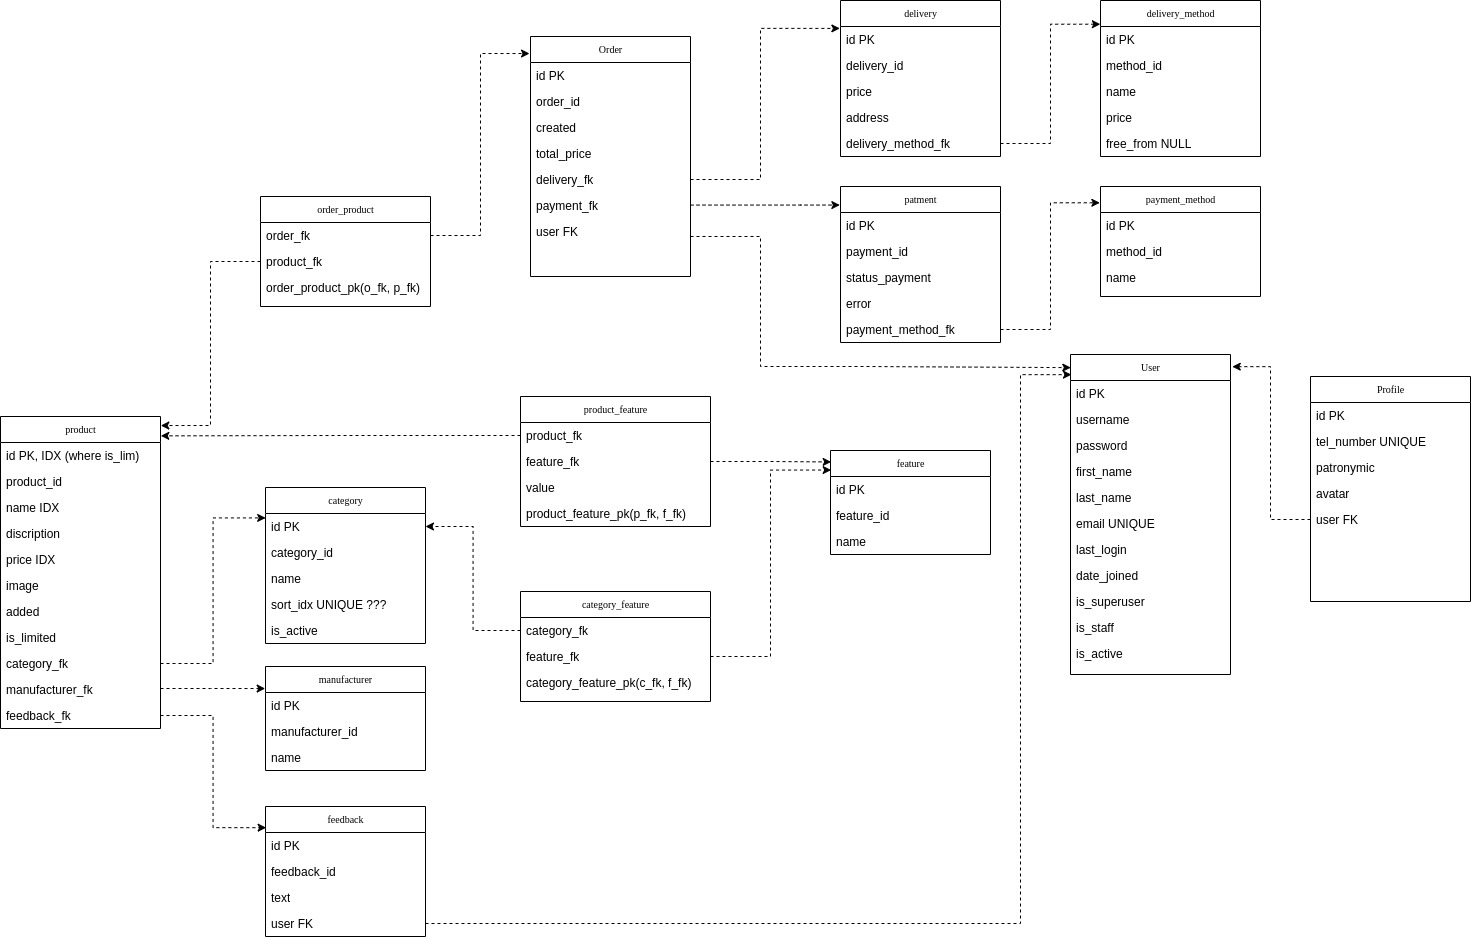 delivery
id PK
delivery_id
price
address
delivery_method_fk
delivery_method
id PK
method_id
name
price
free_from NULL
Order
id PK
order_id
created
total_price
delivery_fk
payment_fk
user FK
patment
id PK
payment_id
status_payment
error
payment_method_fk
payment_method
id PK
method_id
name
order_product
order_fk
product_fk
order_product_pk(o_fk, p_fk)
User
id PK
username
password
first_name
last_name
email UNIQUE
last_login
date_joined
is_superuser
is_staff
is_active
Profile
id PK
tel_number UNIQUE
patronymic
avatar
user FK
product
id PK, IDX (where is_lim)
product_id
name IDX
discription
price IDX
image
added
is_limited
category_fk
manufacturer_fk
feedback_fk
product_feature
product_fk
feature_fk
value
product_feature_pk(p_fk, f_fk)
feature
id PK
feature_id
name
category
id PK
category_id
name
sort_idx UNIQUE ???
is_active
category_feature
category_fk
feature_fk
category_feature_pk(c_fk, f_fk)
manufacturer
id PK
manufacturer_id
name
feedback
id PK
feedback_id
text
user FK